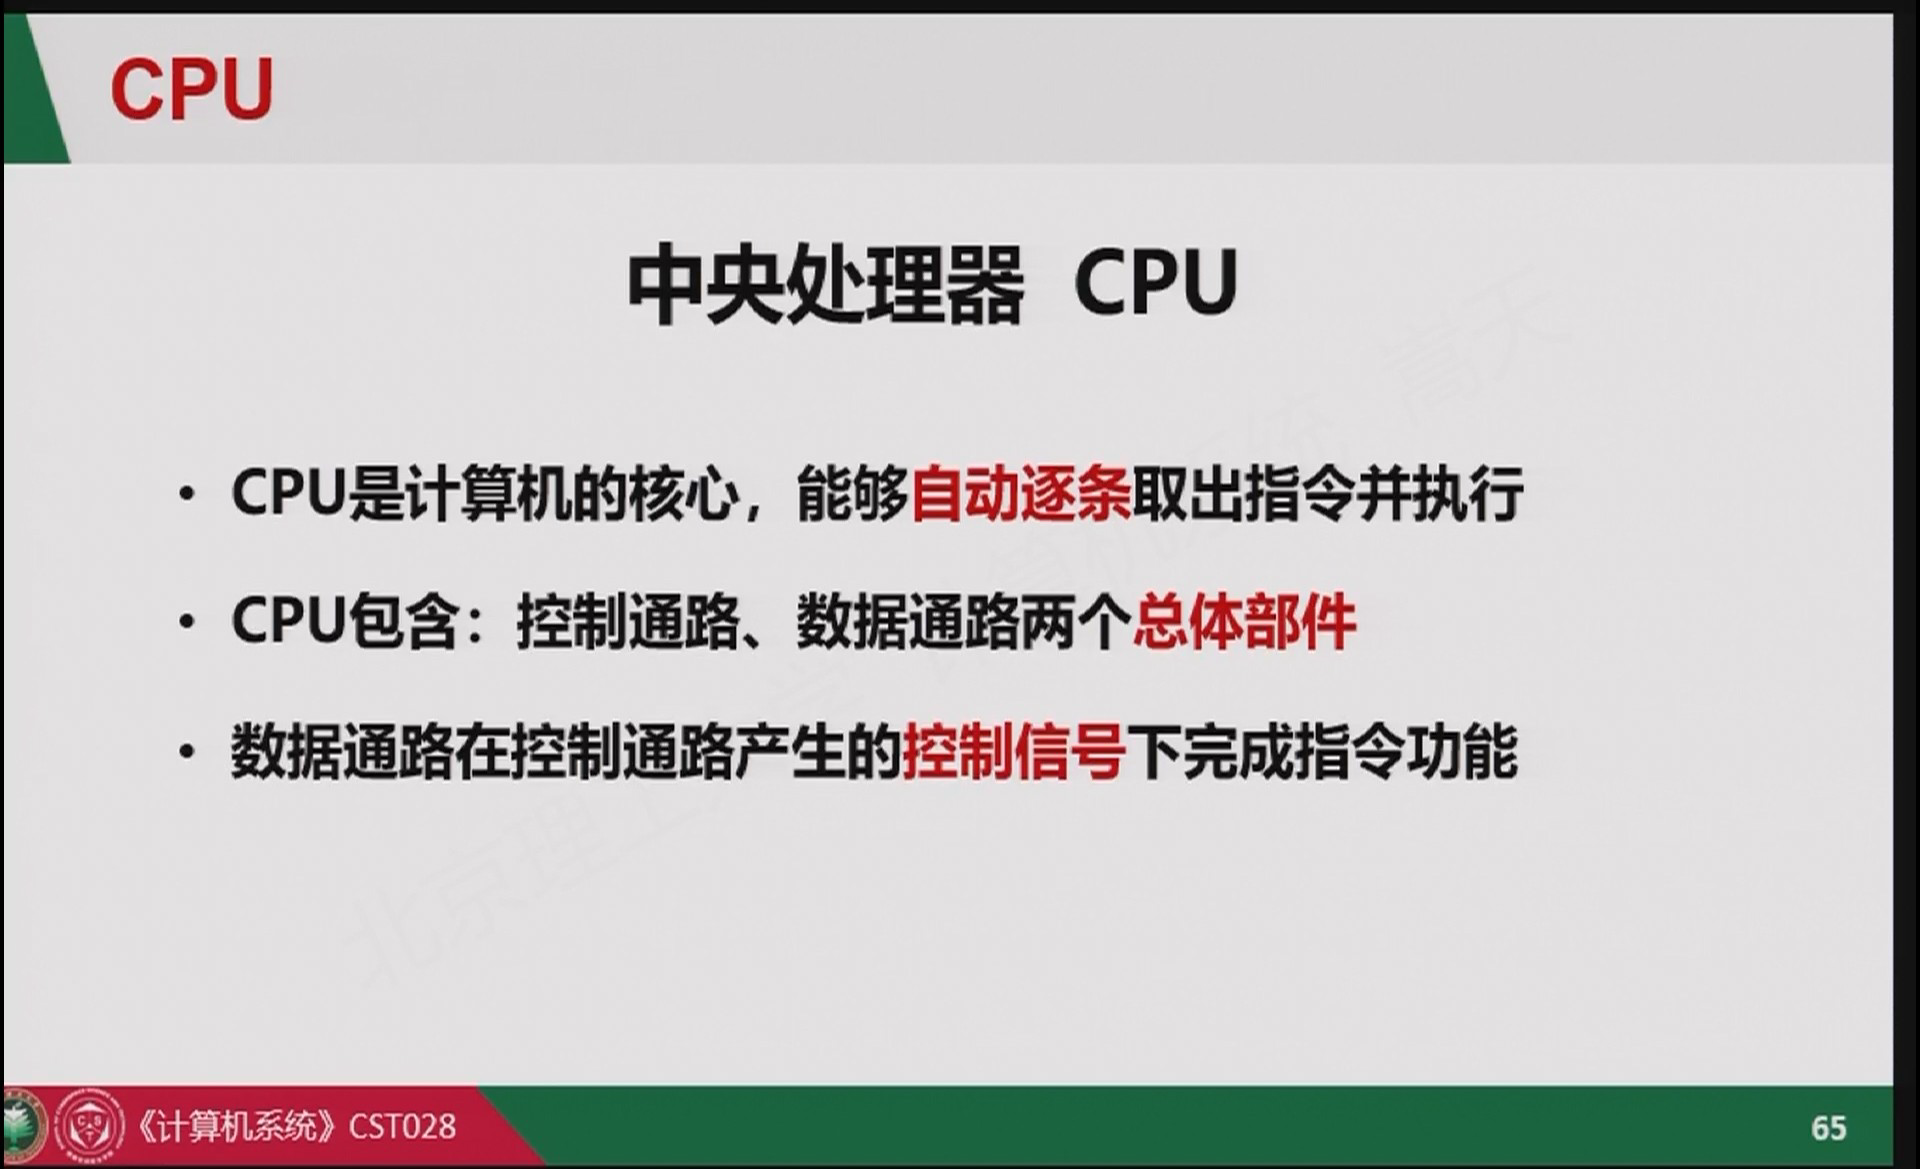 CPU
中央处理器 CPU
• CPU是计算机的核心，能够自动逐条取出指令并执行
• CPU包含：控制通路、数据通路两个总体部件
• 数据通路在控制通路产生的控制信号下完成指令功能
《计算机系统》CST028
65